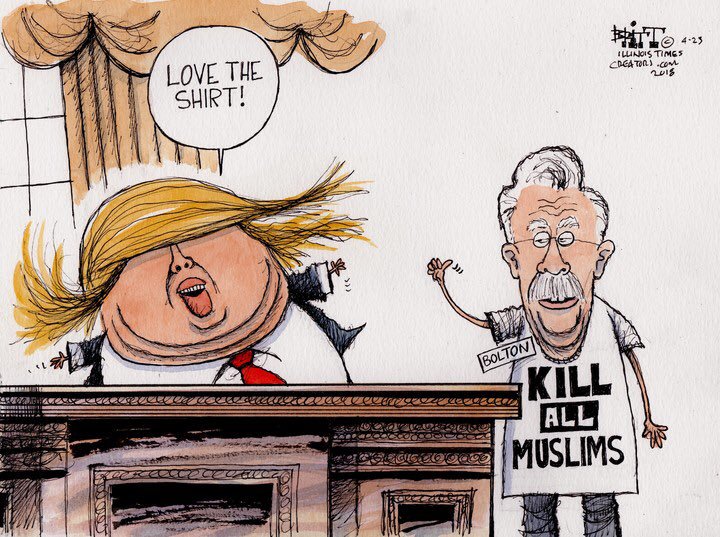 LOVE THE
SHIRT!
BRITT © 4-23
ILLINOIS TIMES
CREATORS.COM
2018
BOLTON
KILL
ALL
MUSLIMS